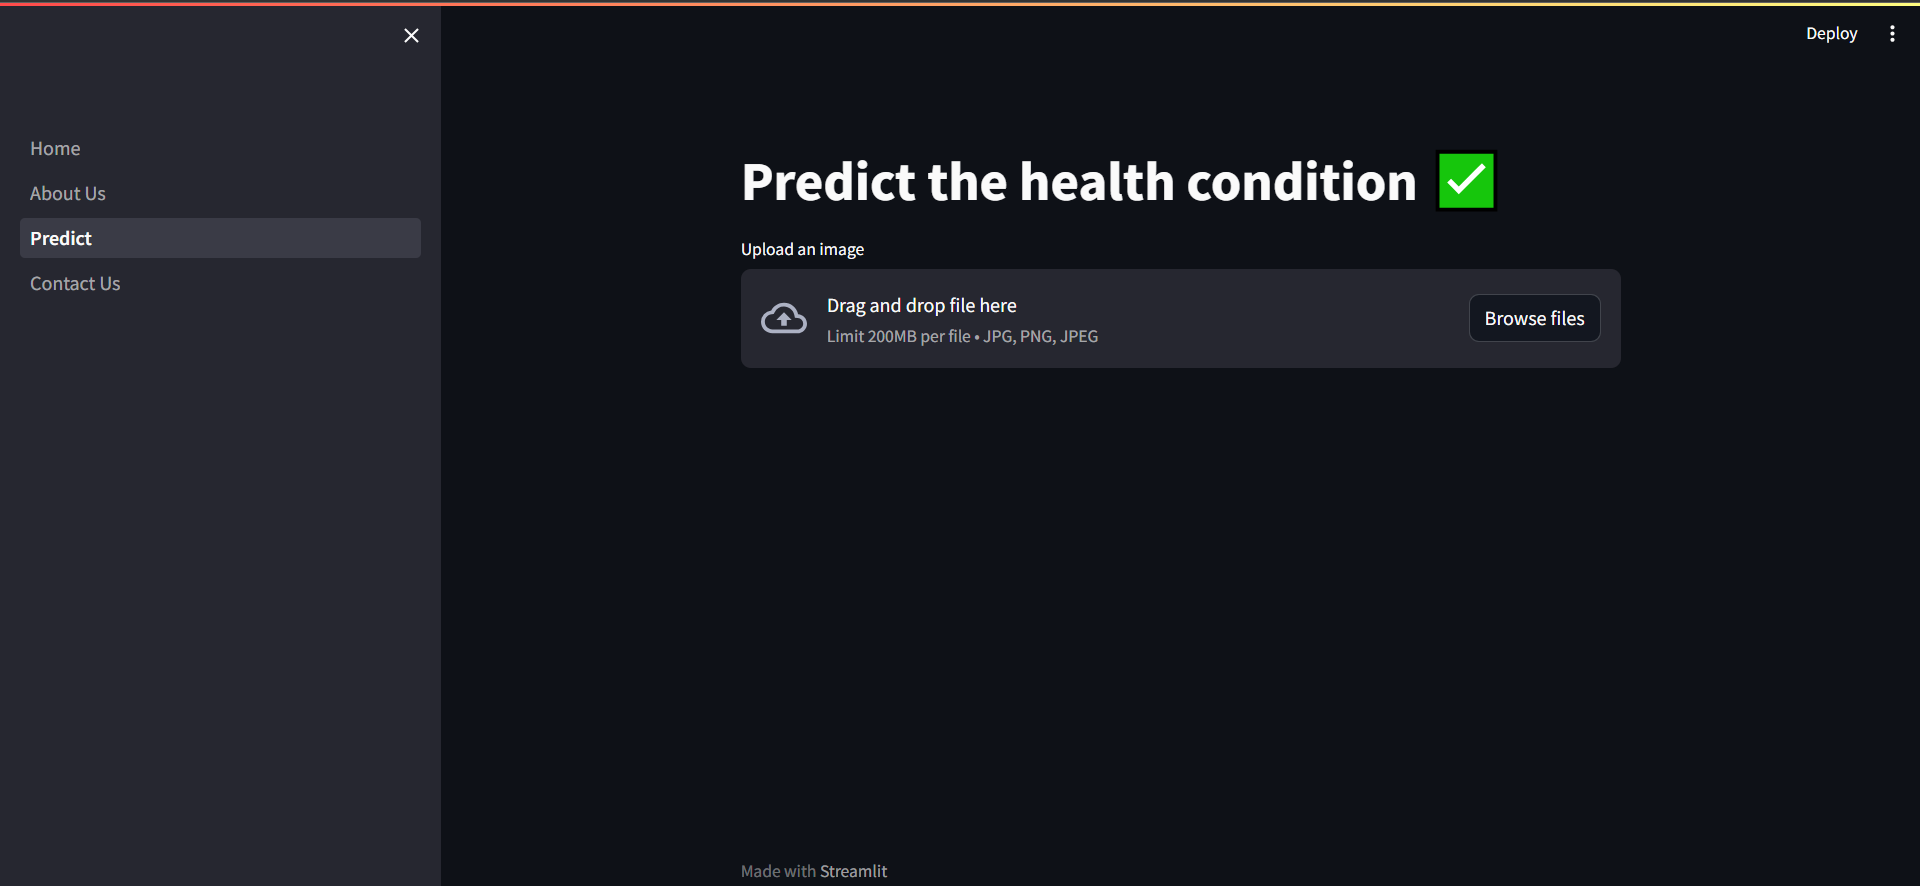 Deploy
Home
About Us
Predict
Contact Us
Predict the health condition ✅
Upload an image
Drag and drop file here
Limit 200MB per file • JPG, PNG, JPEG
Browse files
Made with Streamlit